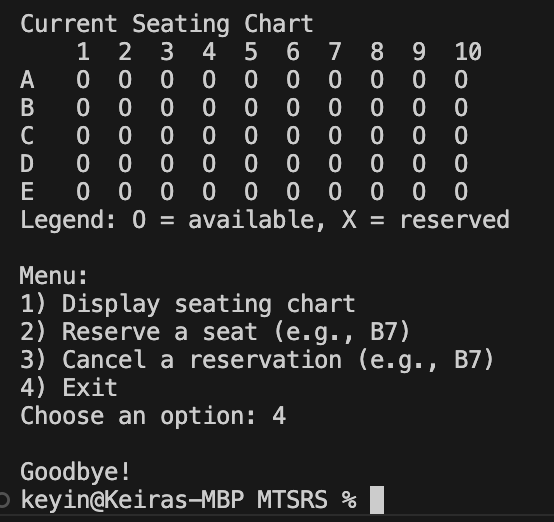 Current Seating Chart
    1  2  3  4  5  6  7  8  9  10
A   O  O  O  O  O  O  O  O  O  O
B   O  O  O  O  O  O  O  O  O  O
C   O  O  O  O  O  O  O  O  O  O
D   O  O  O  O  O  O  O  O  O  O
E   O  O  O  O  O  O  O  O  O  O
Legend: O = available, X = reserved

Menu:
1) Display seating chart
2) Reserve a seat (e.g., B7)
3) Cancel a reservation (e.g., B7)
4) Exit
Choose an option: 4

Goodbye!
keyin@Keiras-MBP MTSRS %